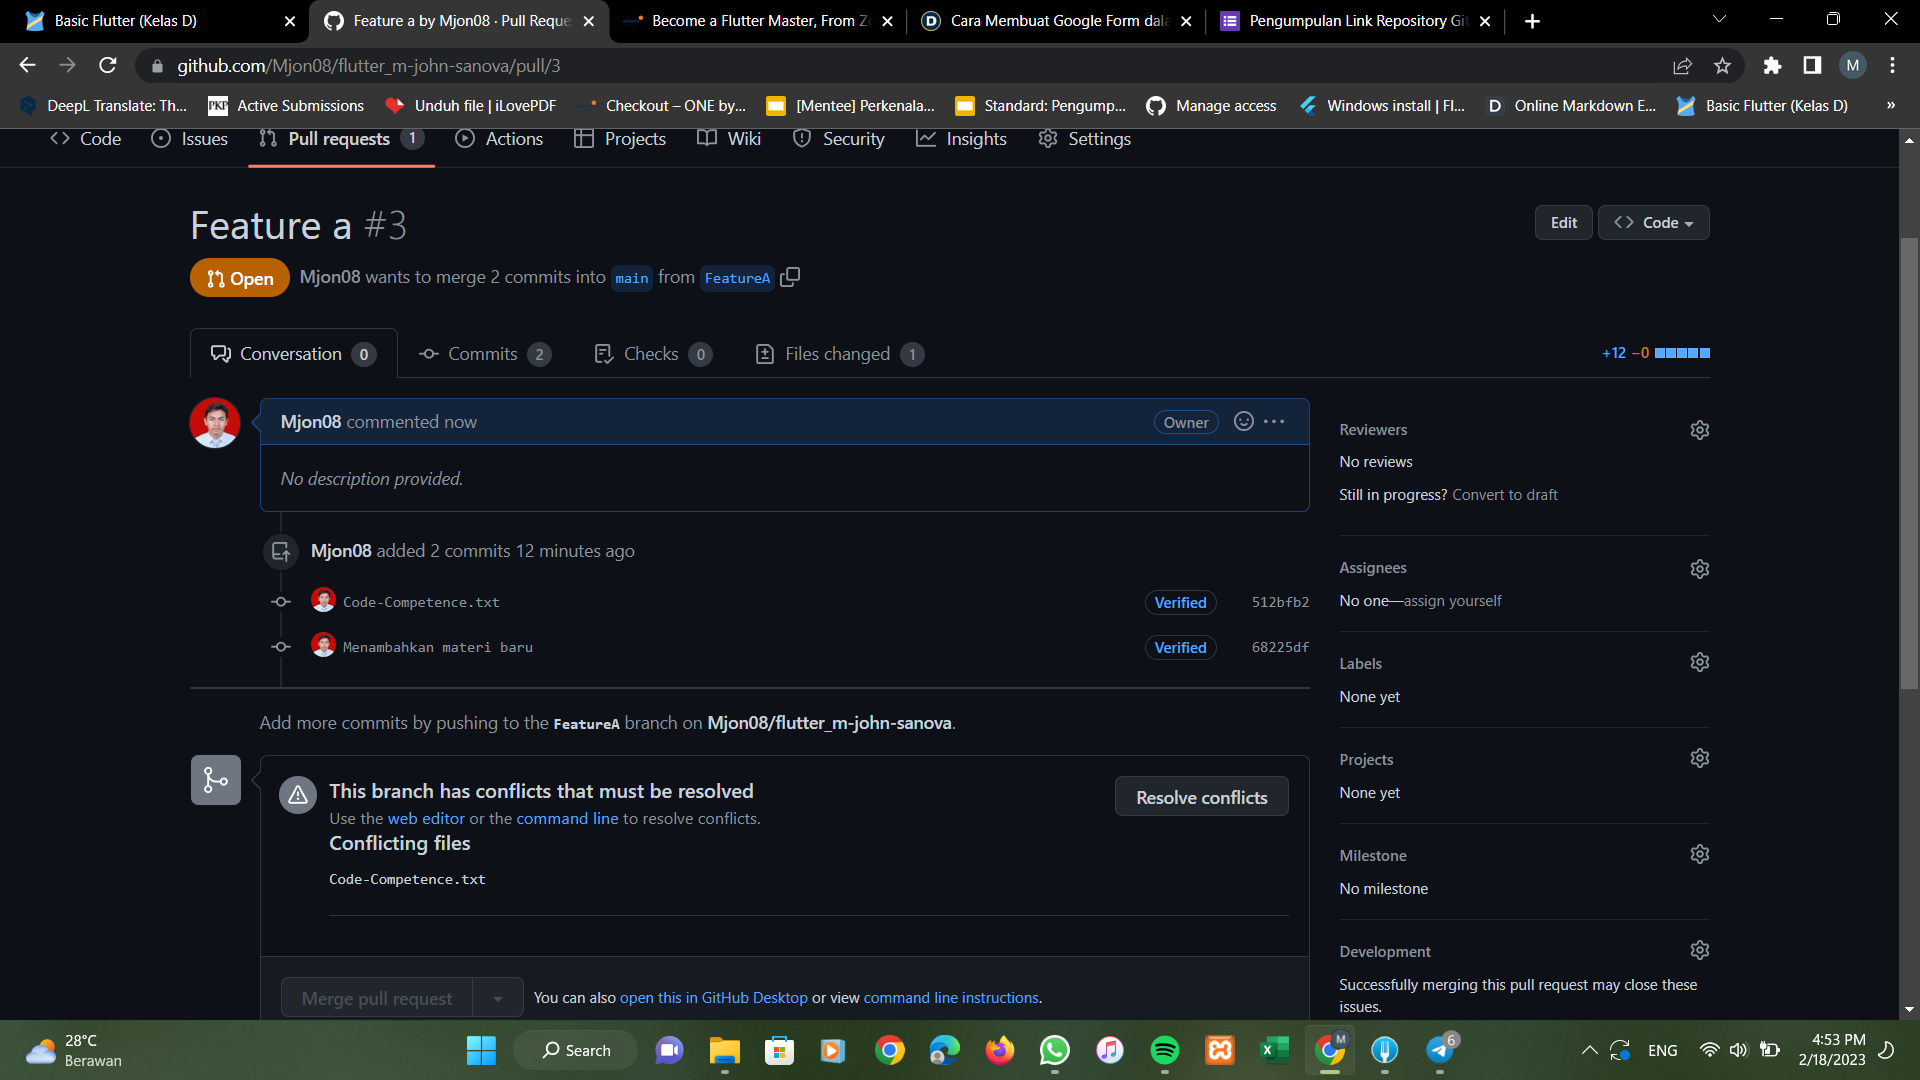 Basic Flutter (Kelas D)
Feature a by Mjon08 · Pull Reque
Become a Flutter Master, From Ze
Cara Membuat Google Form dala
Pengumpulan Link Repository Git
github.com/Mjon08/flutter_m-john-sanova/pull/3
M
DeepL Translate: Th...
PKP Active Submissions
Unduh file | iLovePDF
Checkout – ONE by...
[Mentee] Perkenala...
Standard: Pengump...
Manage access
Windows install | Fl...
D Online Markdown E...
Basic Flutter (Kelas D)
»
Code
Issues
Pull requests 1
Actions
Projects
Wiki
Security
Insights
Settings
Feature a #3
Edit
Code
Open
Mjon08 wants to merge 2 commits into main from FeatureA
Conversation 0
Commits 2
Checks 0
Files changed 1
+12 −0
Mjon08 commented now
Owner
No description provided.
Mjon08 added 2 commits 12 minutes ago
Code-Competence.txt
Verified
512bfb2
Menambahkan materi baru
Verified
68225df
Add more commits by pushing to the FeatureA branch on Mjon08/flutter_m-john-sanova.
This branch has conflicts that must be resolved
Use the web editor or the command line to resolve conflicts.
Resolve conflicts
Conflicting files
Code-Competence.txt
Merge pull request
You can also open this in GitHub Desktop or view command line instructions.
Reviewers
No reviews
Still in progress? Convert to draft
Assignees
No one—assign yourself
Labels
None yet
Projects
None yet
Milestone
No milestone
Development
Successfully merging this pull request may close these
issues.
28°C
Berawan
Search
M
6
ENG
4:53 PM
2/18/2023